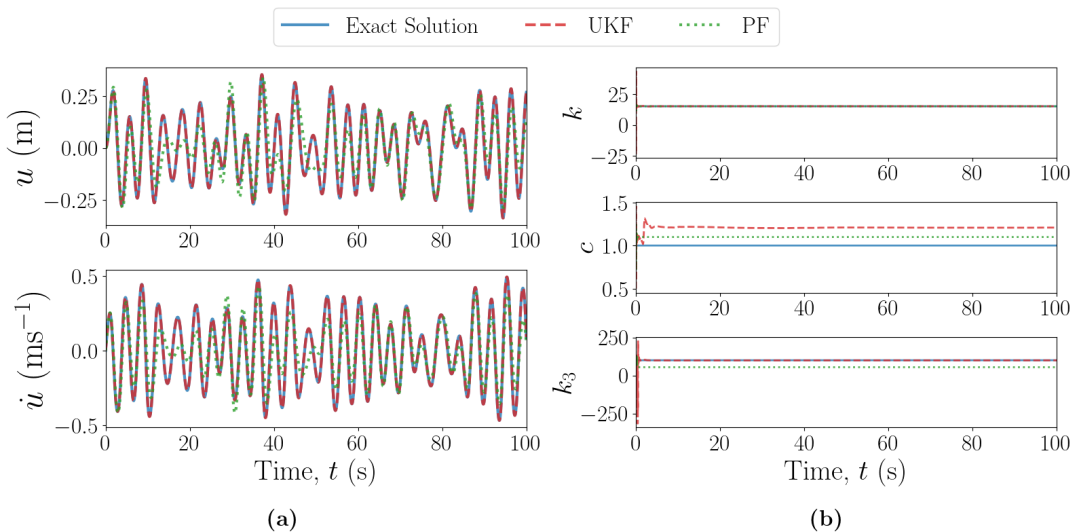 Exact Solution UKF PF
u (m)
0.25
0.00
−0.25
0 20 40 60 80 100
u̇ (ms⁻¹)
0.5
0.0
−0.5
0 20 40 60 80 100
Time, t (s)
(a)
k
25
0
−25
0 20 40 60 80 100
c
1.5
1.0
0.5
0 20 40 60 80 100
k₃
250
0
−250
0 20 40 60 80 100
Time, t (s)
(b)